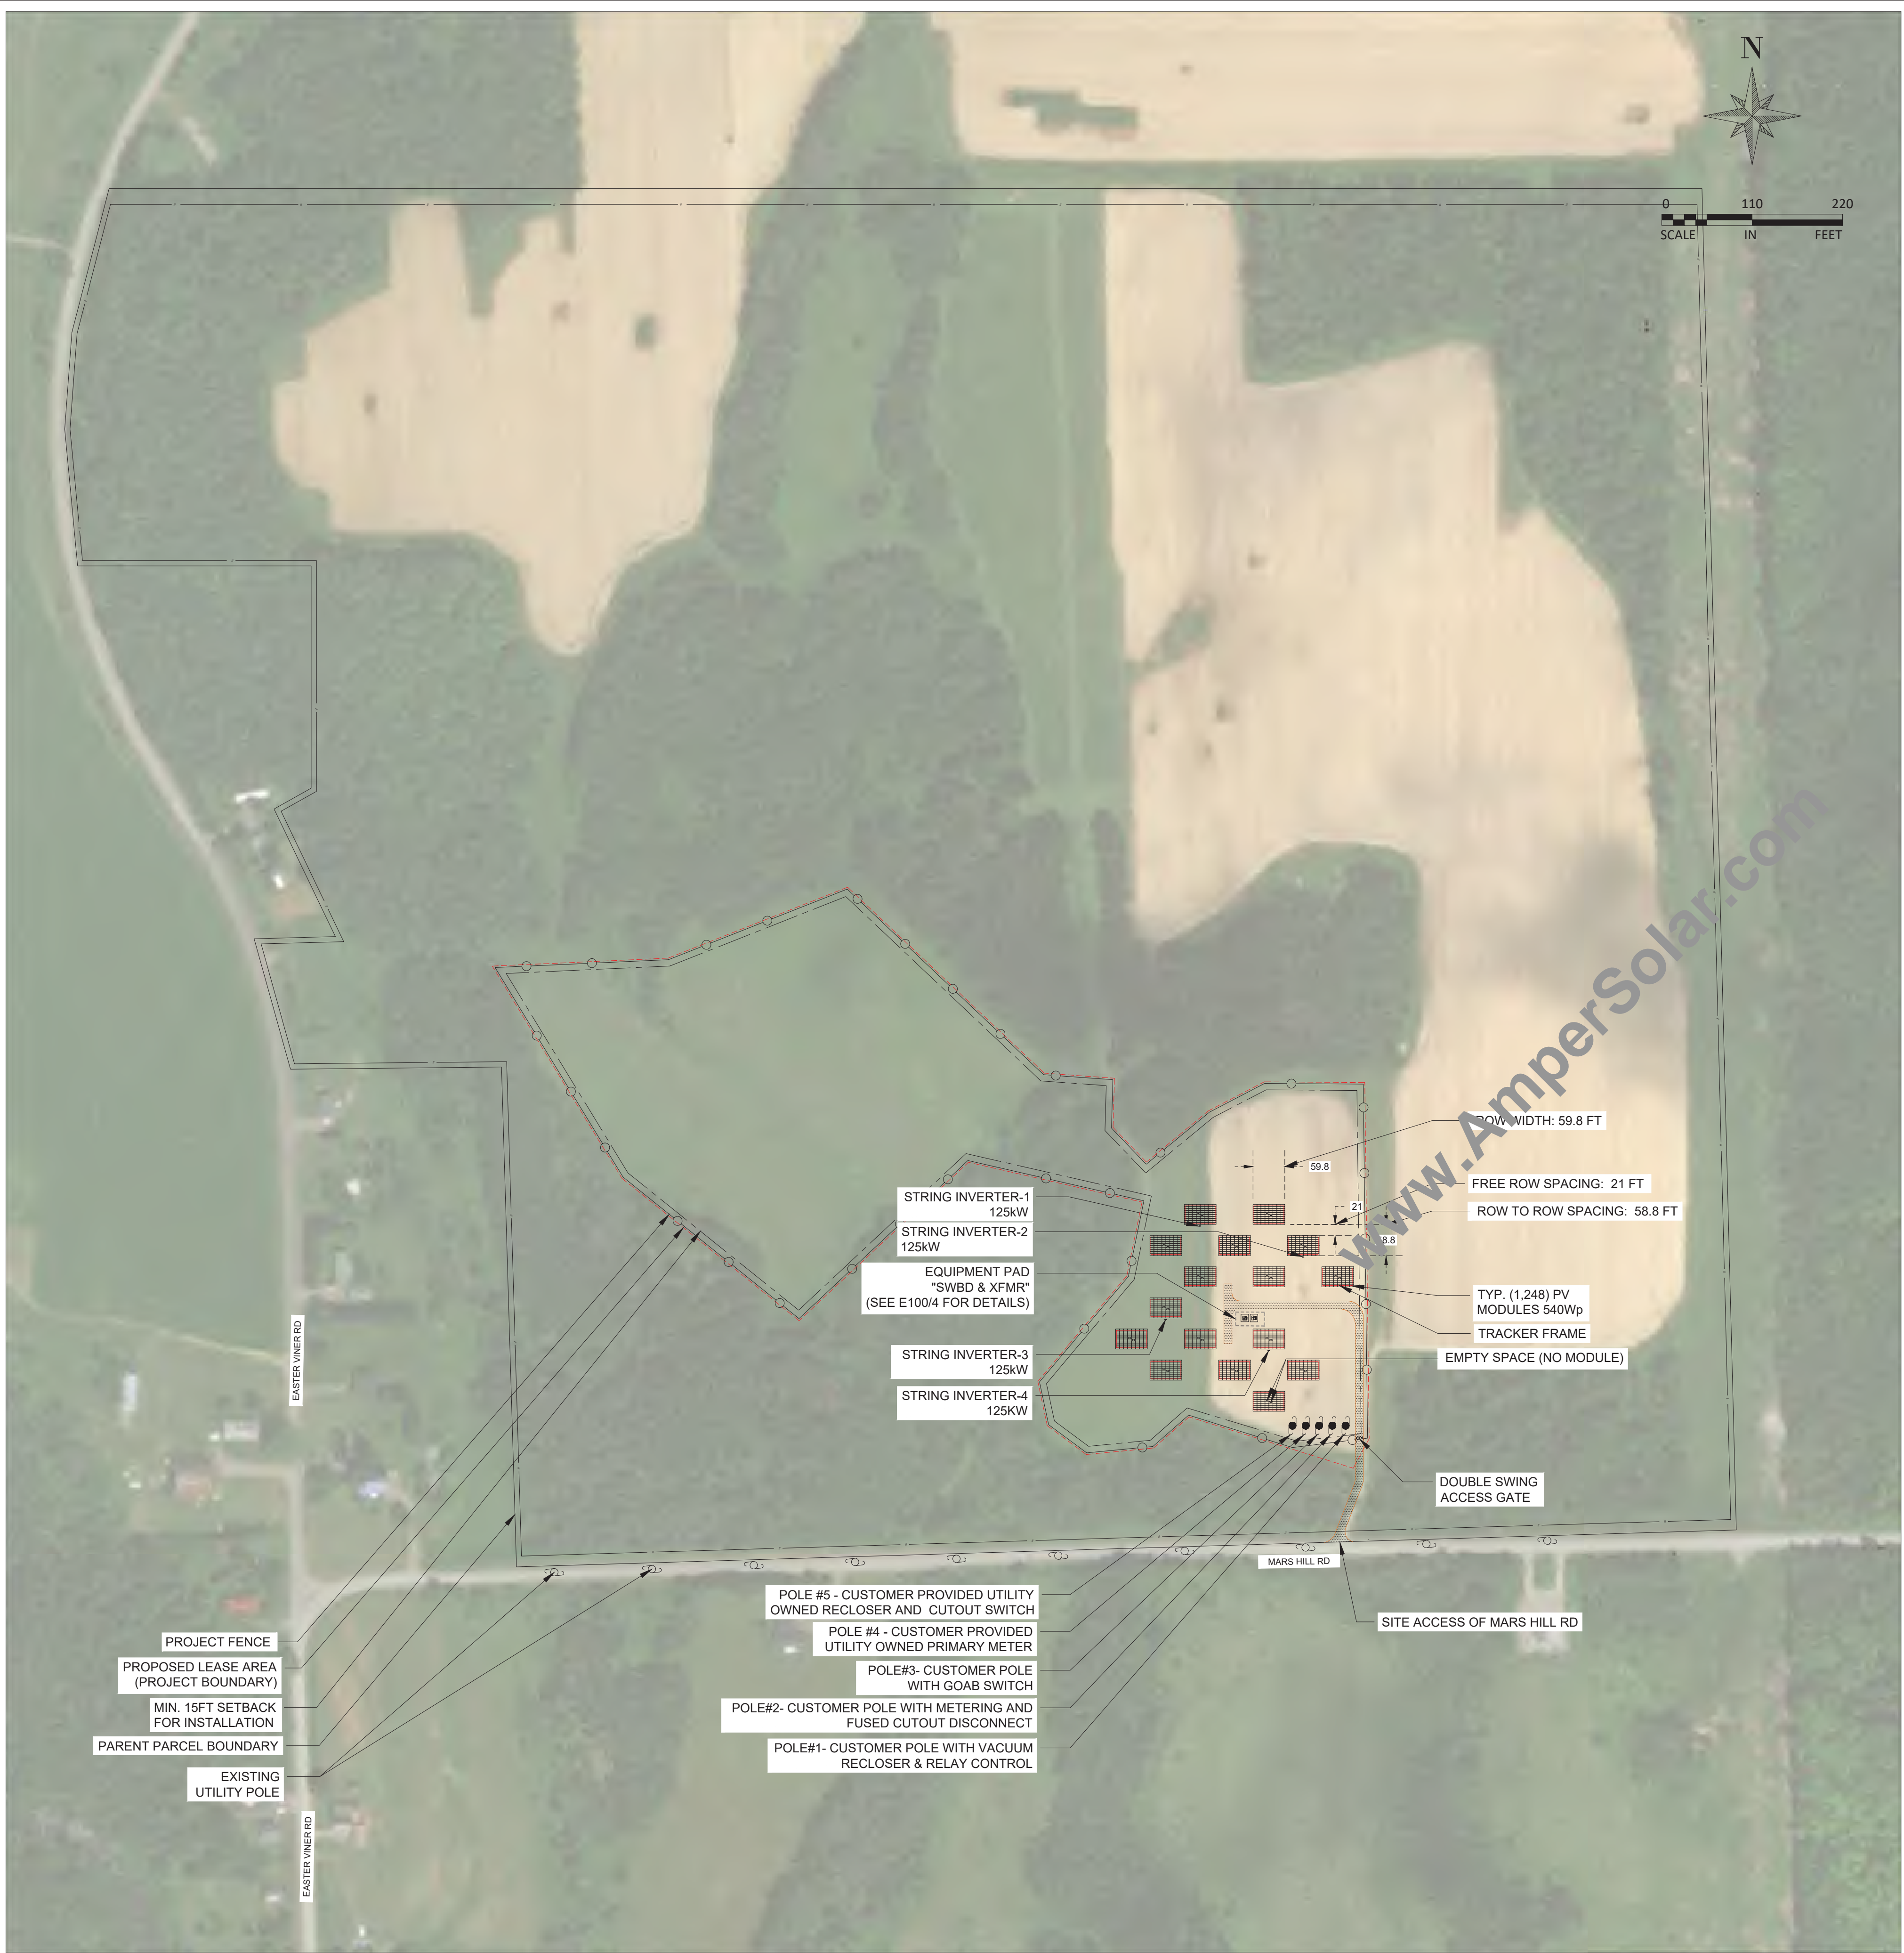 N
0 110 220
SCALE IN FEET
www.AmperSolar.com
ROW WIDTH: 59.8 FT
59.8
FREE ROW SPACING: 21 FT
21
ROW TO ROW SPACING: 58.8 FT
STRING INVERTER-1
125kW
STRING INVERTER-2
125kW
EQUIPMENT PAD
"SWBD & XFMR"
(SEE E100/4 FOR DETAILS)
STRING INVERTER-3
125kW
STRING INVERTER-4
125KW
TYP. (1,248) PV
MODULES 540Wp
TRACKER FRAME
EMPTY SPACE (NO MODULE)
DOUBLE SWING
ACCESS GATE
EASTER VINER RD
MARS HILL RD
SITE ACCESS OF MARS HILL RD
POLE #5 - CUSTOMER PROVIDED UTILITY
OWNED RECLOSER AND CUTOUT SWITCH
POLE #4 - CUSTOMER PROVIDED
UTILITY OWNED PRIMARY METER
POLE#3- CUSTOMER POLE
WITH GOAB SWITCH
POLE#2- CUSTOMER POLE WITH METERING AND
FUSED CUTOUT DISCONNECT
POLE#1- CUSTOMER POLE WITH VACUUM
RECLOSER & RELAY CONTROL
PROJECT FENCE
PROPOSED LEASE AREA
(PROJECT BOUNDARY)
MIN. 15FT SETBACK
FOR INSTALLATION
PARENT PARCEL BOUNDARY
EXISTING
UTILITY POLE
EASTER VINER RD